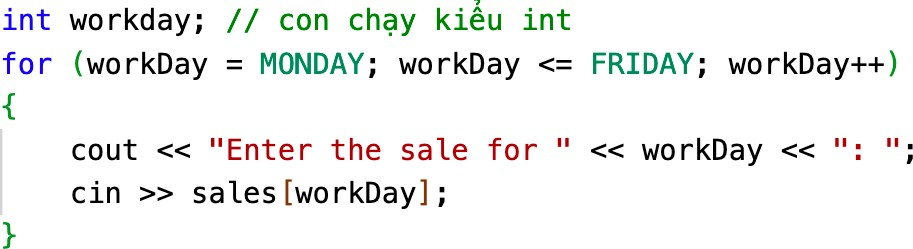 int workday; // con chạy kiểu int
for (workDay = MONDAY; workDay <= FRIDAY; workDay++)
{
    cout << "Enter the sale for " << workDay << ": ";
    cin >> sales[workDay];
}